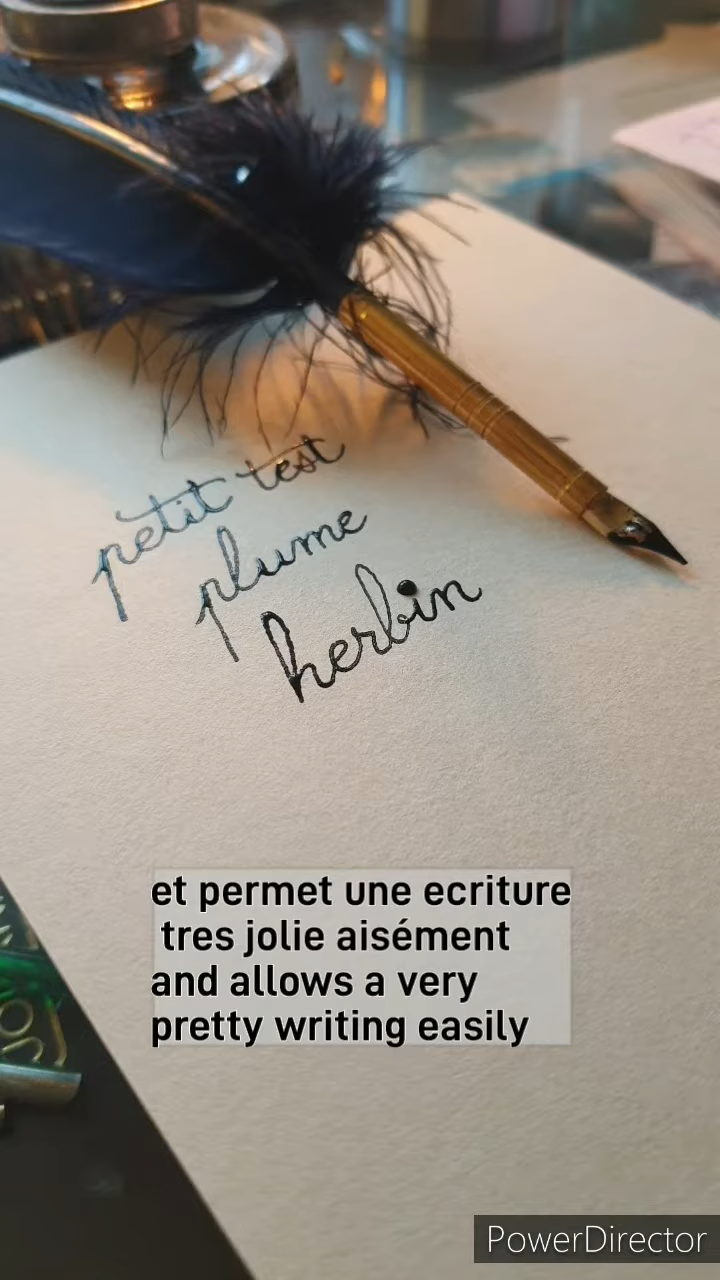 petit test
plume
herbin
et permet une ecriture
tres jolie aisément
and allows a very
pretty writing easily
PowerDirector